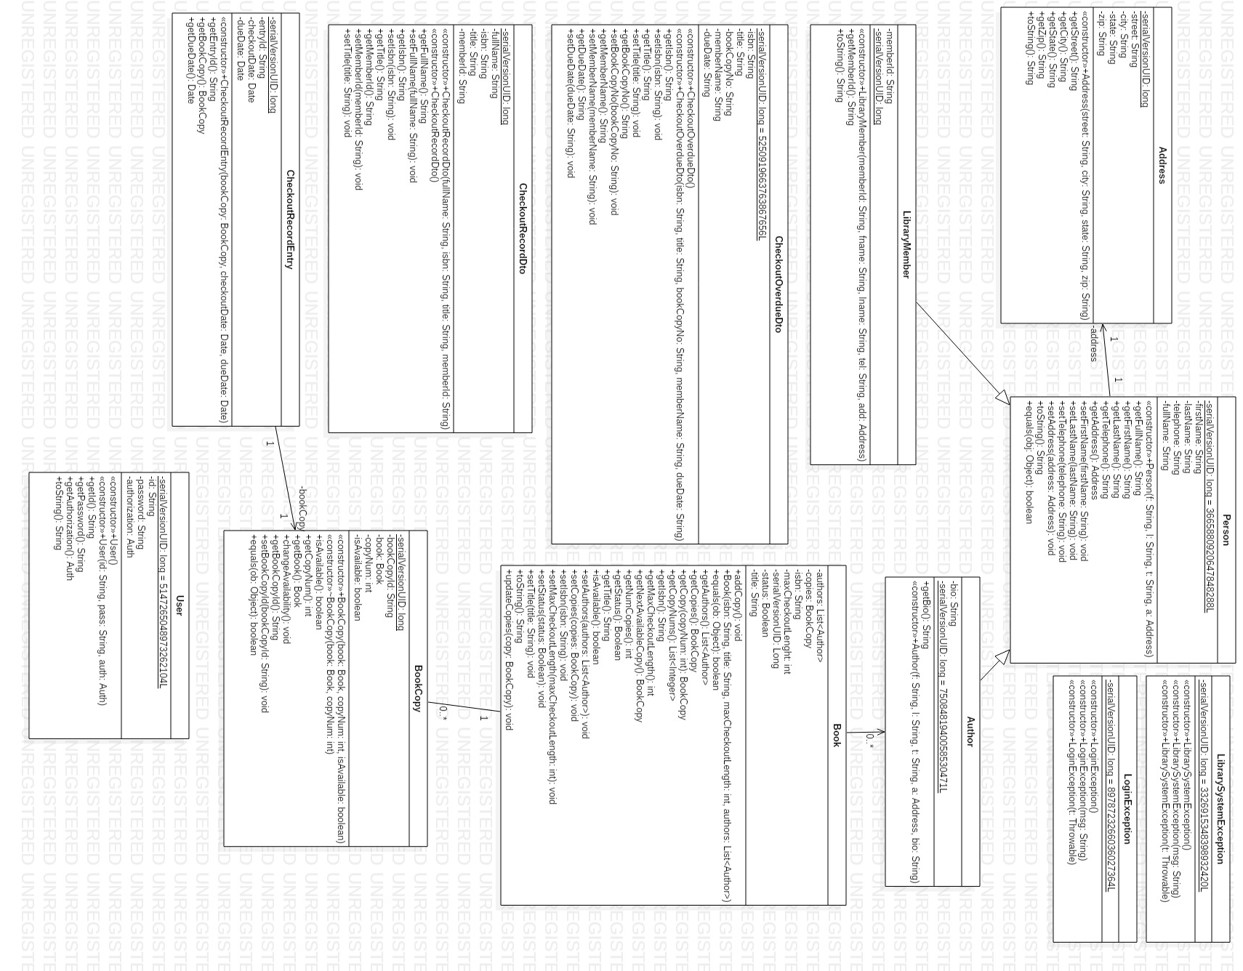 Address
-serialVersionUID: long
-street: String
-city: String
-state: String
-zip: String
«constructor»+Address(street: String, city: String, state: String, zip: String)
+getStreet(): String
+getCity(): String
+getState(): String
+getZip(): String
+toString(): String
-address
1
1
Person
-serialVersionUID: long = 3665880920647848288L
-firstName: String
-lastName: String
-telephone: String
-fullName: String
«constructor»+Person(f: String, l: String, t: String, a: Address)
+getFullName(): String
+getFirstName(): String
+getLastName(): String
+getTelephone(): String
+getAddress(): Address
+setFirstName(firstName: String): void
+setLastName(lastName: String): void
+setTelephone(telephone: String): void
+setAddress(address: Address): void
+toString(): String
+equals(obj: Object): boolean
LibrarySystemException
-serialVersionUID: long = 3326915348398932420L
«constructor»+LibrarySystemException()
«constructor»+LibrarySystemException(msg: String)
«constructor»+LibrarySystemException(t: Throwable)
LoginException
-serialVersionUID: long = 8978723266036027364L
«constructor»+LoginException()
«constructor»+LoginException(msg: String)
«constructor»+LoginException(t: Throwable)
LibraryMember
-memberId: String
-serialVersionUID: long
«constructor»+LibraryMember(memberId: String, fname: String, lname: String, tel: String, add: Address)
+getMemberId(): String
+toString(): String
Author
-bio: String
-serialVersionUID: long = 7508481940058530471L
+getBio(): String
«constructor»+Author(f: String, l: String, t: String, a: Address, bio: String)
0..*
CheckoutOverdueDto
-serialVersionUID: long = 5250919663763867656L
-isbn: String
-title: String
-bookCopyNo: String
-memberName: String
-dueDate: String
«constructor»+CheckoutOverdueDto()
«constructor»+CheckoutOverdueDto(isbn: String, title: String, bookCopyNo: String, memberName: String, dueDate: String)
+getIsbn(): String
+setIsbn(isbn: String): void
+getTitle(): String
+setTitle(title: String): void
+getBookCopyNo(): String
+setBookCopyNo(bookCopyNo: String): void
+getMemberName(): String
+setMemberName(memberName: String): void
+getDueDate(): String
+setDueDate(dueDate: String): void
Book
-authors: List<Author>
-copies: BookCopy
-isbn: String
-maxCheckoutLenght: int
-serialVersionUID: Long
-status: Boolean
-title: String
+addCopy(): void
+Book(isbn: String, title: String, maxCheckoutLength: int, authors: List<Author>)
+equals(ob: Object): boolean
+getAuthors(): List<Author>
+getCopies(): BookCopy
+getCopy(copyNum: int): BookCopy
+getCopyNums(): List<Integer>
+getIsbn(): String
+getMaxCheckoutLength(): int
+getNextAvailableCopy(): BookCopy
+getNumCopies(): int
+getStatus(): Boolean
+getTitle(): String
+isAvailable(): boolean
+setAuthors(authors: List<Author>): void
+setCopies(copies: BookCopy): void
+setIsbn(isbn: String): void
+setMaxCheckoutLength(maxCheckoutLength: int): void
+setStatus(status: Boolean): void
+setTitle(title: String): void
+toString(): String
+updateCopies(copy: BookCopy): void
1
0..*
CheckoutRecordDto
-serialVersionUID: long
-fullName: String
-isbn: String
-title: String
-memberId: String
«constructor»+CheckoutRecordDto(fullName: String, isbn: String, title: String, memberId: String)
«constructor»+CheckoutRecordDto()
+getFullName(): String
+setFullName(fullName: String): void
+getIsbn(): String
+setIsbn(isbn: String): void
+getTitle(): String
+getMemberId(): String
+setMemberId(memberId: String): void
+setTitle(title: String): void
BookCopy
-serialVersionUID: long
-bookCopyId: String
-book: Book
-copyNum: int
-isAvailable: boolean
«constructor»+BookCopy(book: Book, copyNum: int, isAvailable: boolean)
«constructor»~BookCopy(book: Book, copyNum: int)
+isAvailable(): boolean
+getCopyNum(): int
+getBook(): Book
+changeAvailability(): void
+getBookCopyId(): String
+setBookCopyId(bookCopyId: String): void
+equals(ob: Object): boolean
CheckoutRecordEntry
-serialVersionUID: long
-entryId: String
-checkoutDate: Date
-dueDate: Date
«constructor»+CheckoutRecordEntry(bookCopy: BookCopy, checkoutDate: Date, dueDate: Date)
+getEntryId(): String
+getBookCopy(): BookCopy
+getDueDate(): Date
1
-bookCopy
1
User
-serialVersionUID: long = 5147265048973262104L
-id: String
-password: String
-authorization: Auth
«constructor»+User()
«constructor»+User(id: String, pass: String, auth: Auth)
+getId(): String
+getPassword(): String
+getAuthorization(): Auth
+toString(): String
UNREGISTERED